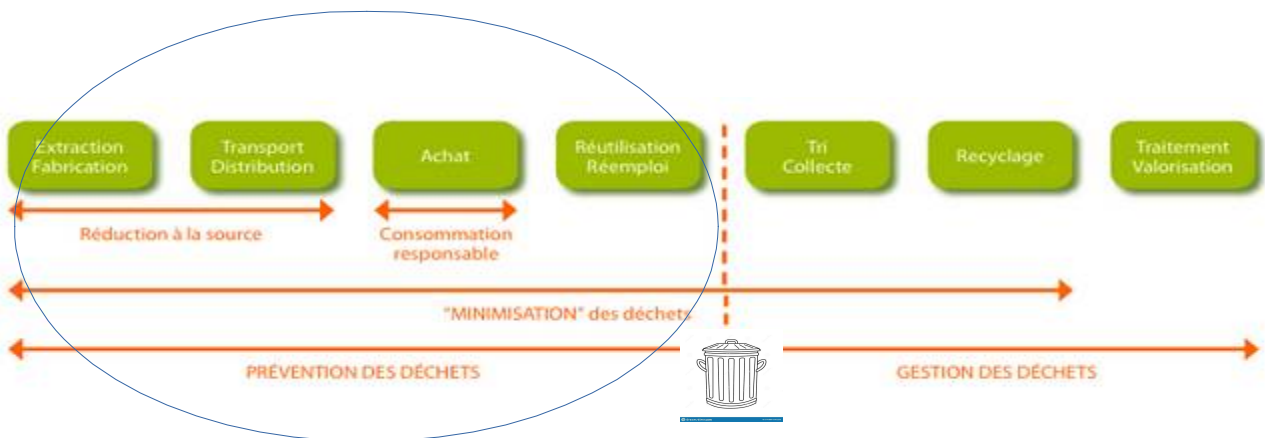 Extraction
Fabrication
Transport
Distribution
Achat
Réutilisation
Réemploi
Tri
Collecte
Recyclage
Traitement
Valorisation
Réduction à la source
Consommation
responsable
"MINIMISATION" des déchets
PRÉVENTION DES DÉCHETS
GESTION DES DÉCHETS